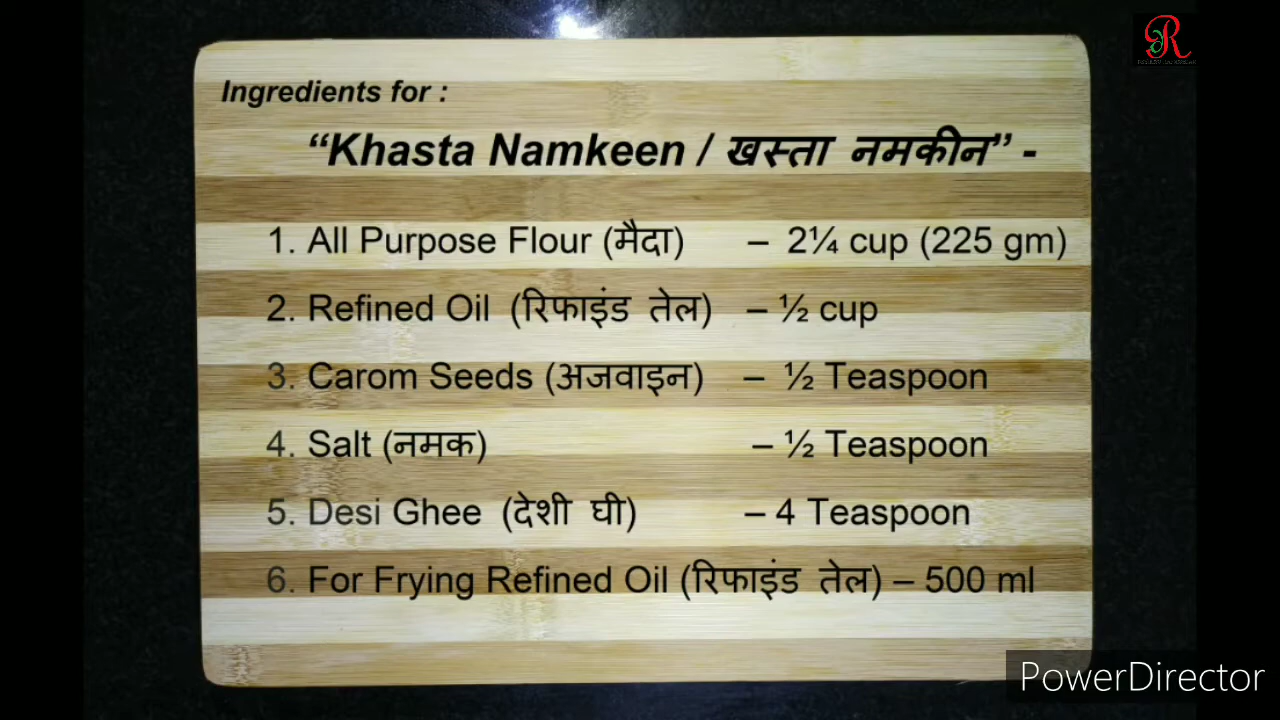 R
Ingredients for :
“Khasta Namkeen / खस्ता नमकीन” -
1. All Purpose Flour (मैदा) – 2¼ cup (225 gm)
2. Refined Oil (रिफाइंड तेल) – ½ cup
3. Carom Seeds (अजवाइन) – ½ Teaspoon
4. Salt (नमक) – ½ Teaspoon
5. Desi Ghee (देशी घी) – 4 Teaspoon
6. For Frying Refined Oil (रिफाइंड तेल) – 500 ml
PowerDirector